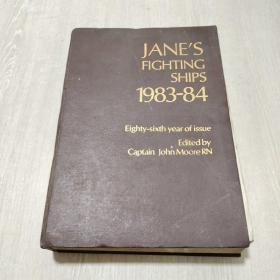 JANE'S
FIGHTING
SHIPS
1983-84
Eighty-sixth year of issue
Edited by
Captain John Moore RN